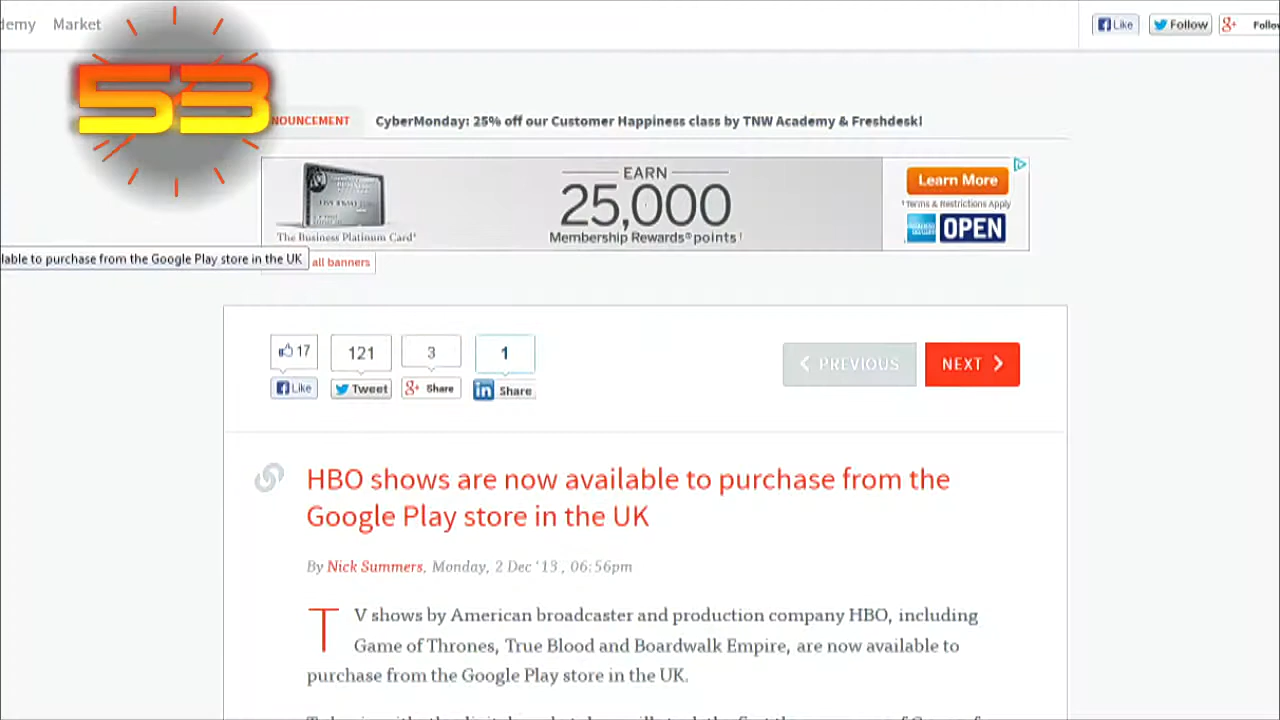 demy Market
Like Follow Follo
53
NOUNCEMENT CyberMonday: 25% off our Customer Happiness class by TNW Academy & Freshdesk!
EARN
25,000
Membership Rewards® points¹
The Business Platinum Card®
Learn More
¹Terms & Restrictions Apply
OPEN
lable to purchase from the Google Play store in the UK
all banners
17 121 3 1
Like Tweet Share Share
PREVIOUS NEXT
HBO shows are now available to purchase from the
Google Play store in the UK
By Nick Summers, Monday, 2 Dec '13, 06:56pm
TV shows by American broadcaster and production company HBO, including
Game of Thrones, True Blood and Boardwalk Empire, are now available to
purchase from the Google Play store in the UK.